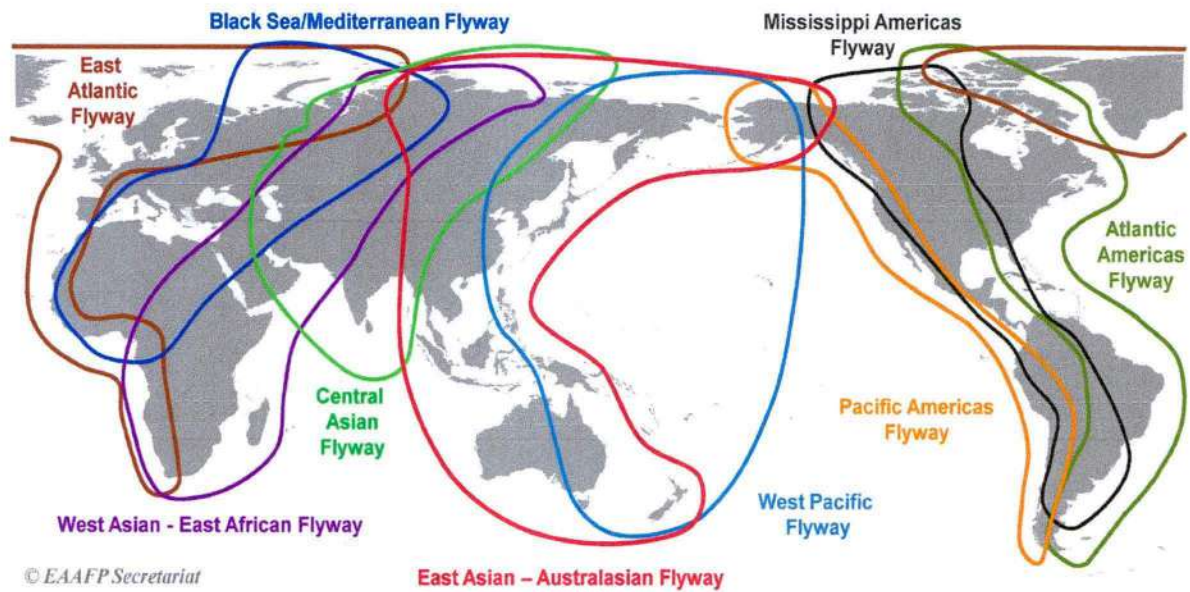 Black Sea/Mediterranean Flyway
Mississippi Americas
Flyway
East
Atlantic
Flyway
Atlantic
Americas
Flyway
Central
Asian
Flyway
Pacific Americas
Flyway
West Asian - East African Flyway
West Pacific
Flyway
© EAAFP Secretariat
East Asian – Australasian Flyway